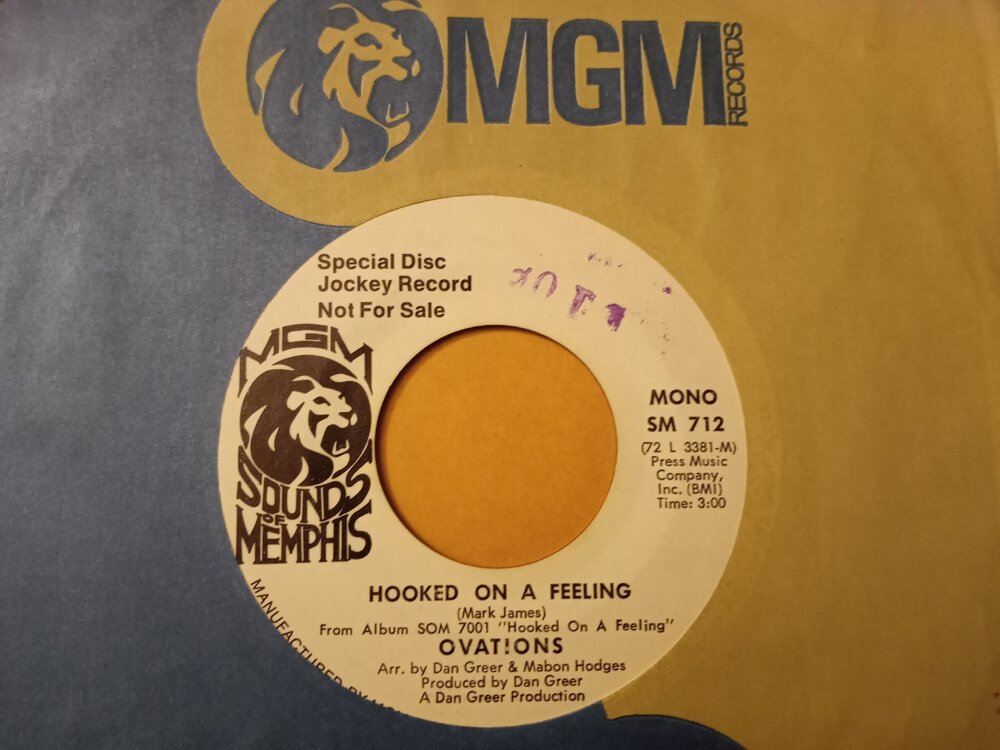 MGM
RECORDS
Special Disc
Jockey Record
Not For Sale
MGM
SOUNDS
OF
MEMPHIS
MONO
SM 712
(72 L 3381-M)
Press Music
Company,
Inc. (BMI)
Time: 3:00
HOOKED ON A FEELING
(Mark James)
From Album SOM 7001 "Hooked On A Feeling"
OVATIONS
Arr. by Dan Greer & Mabon Hodges
Produced by Dan Greer
A Dan Greer Production
MANUFACTURED BY